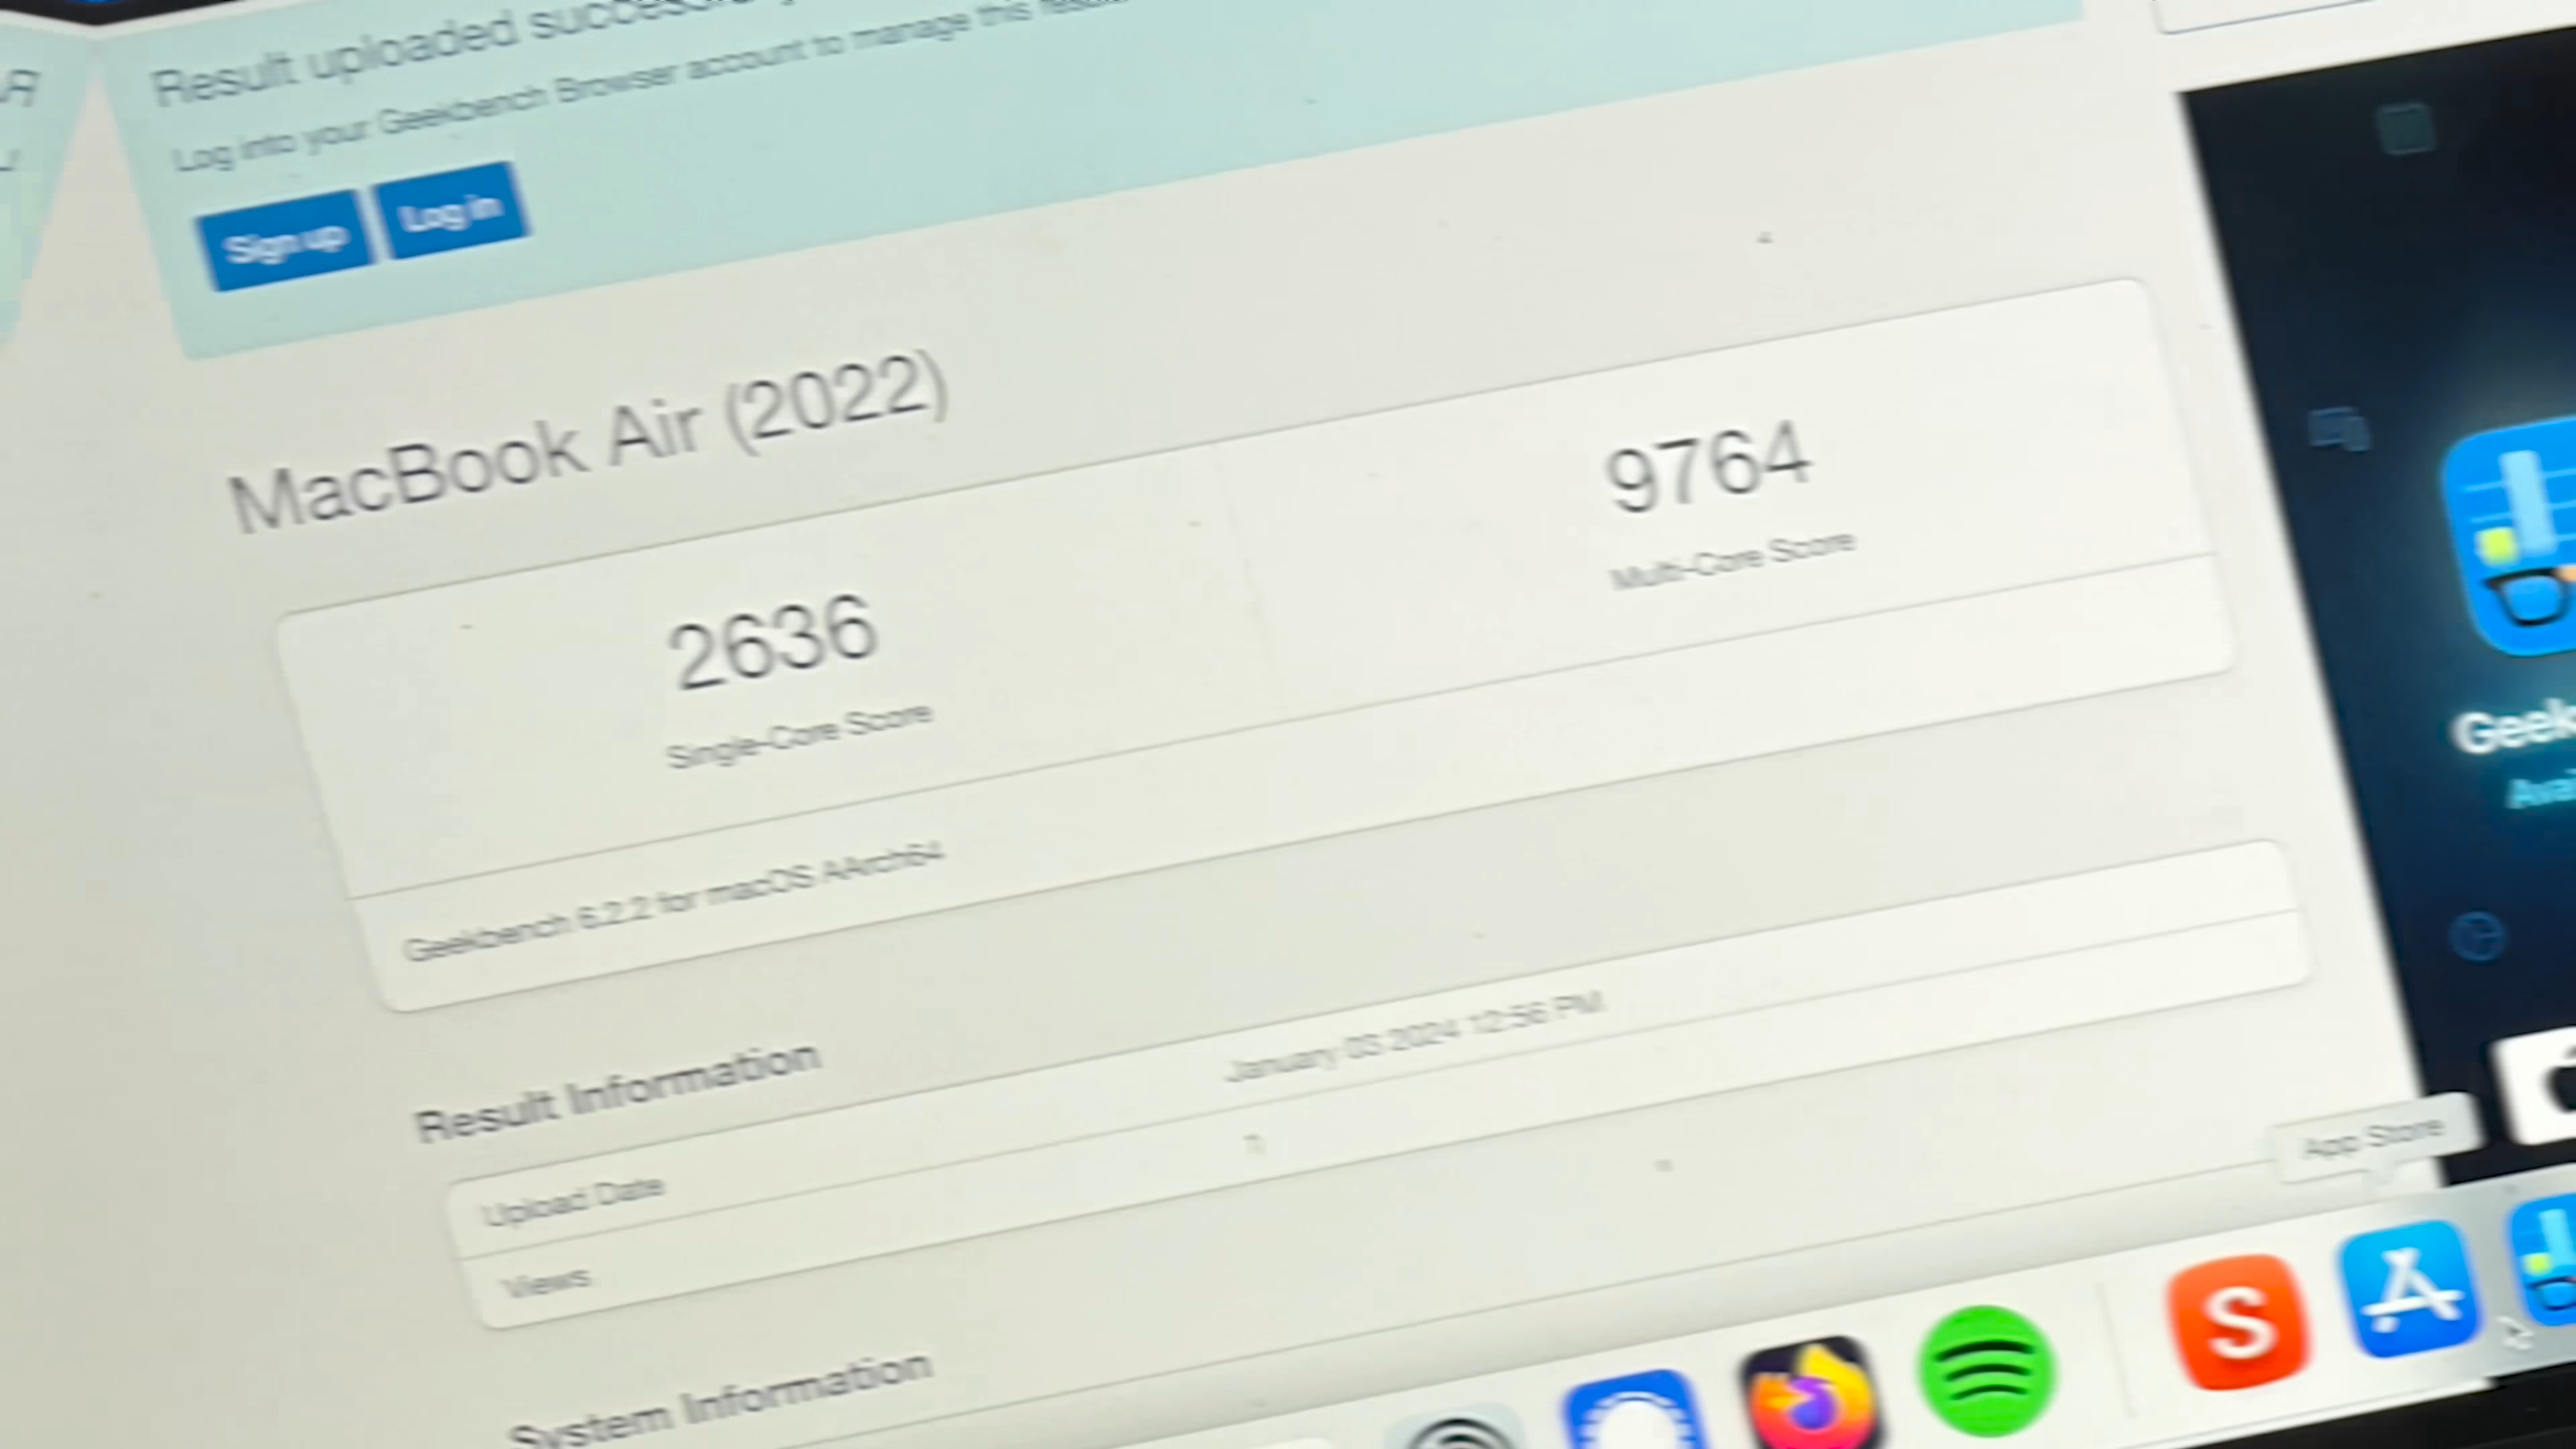 Result uploaded
Log into your Geekbench Browser account to manage this
Sign up
Log in
MacBook Air (2022)
2636
Single-Core Score
9764
Multi-Core Score
Geekbench 6.2.2 for macOS AArch64
Result Information
Upload Date
January 03 2024 12:56 PM
Views
System Information
Geek
Avai
App Store